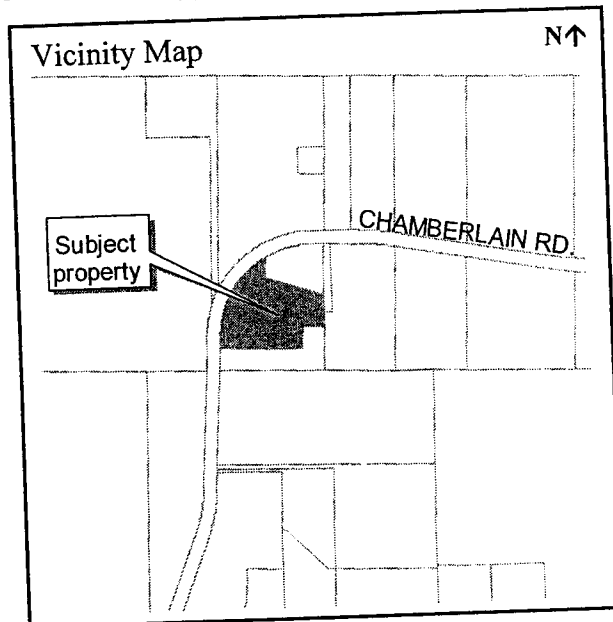 Vicinity Map
N↑
CHAMBERLAIN RD.
Subject
property